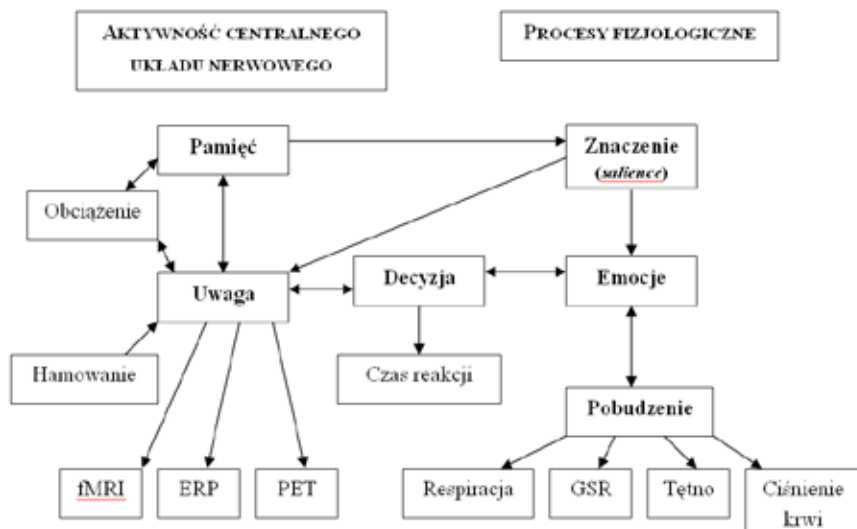 AKTYWNOŚĆ CENTRALNEGO
UKŁADU NERWOWEGO
PROCESY FIZJOLOGICZNE
Pamięć
Znaczenie
(salience)
Obciążenie
Uwaga
Decyzja
Emocje
Hamowanie
Czas reakcji
Pobudzenie
fMRI
ERP
PET
Respiracja
GSR
Tętno
Ciśnienie
krwi